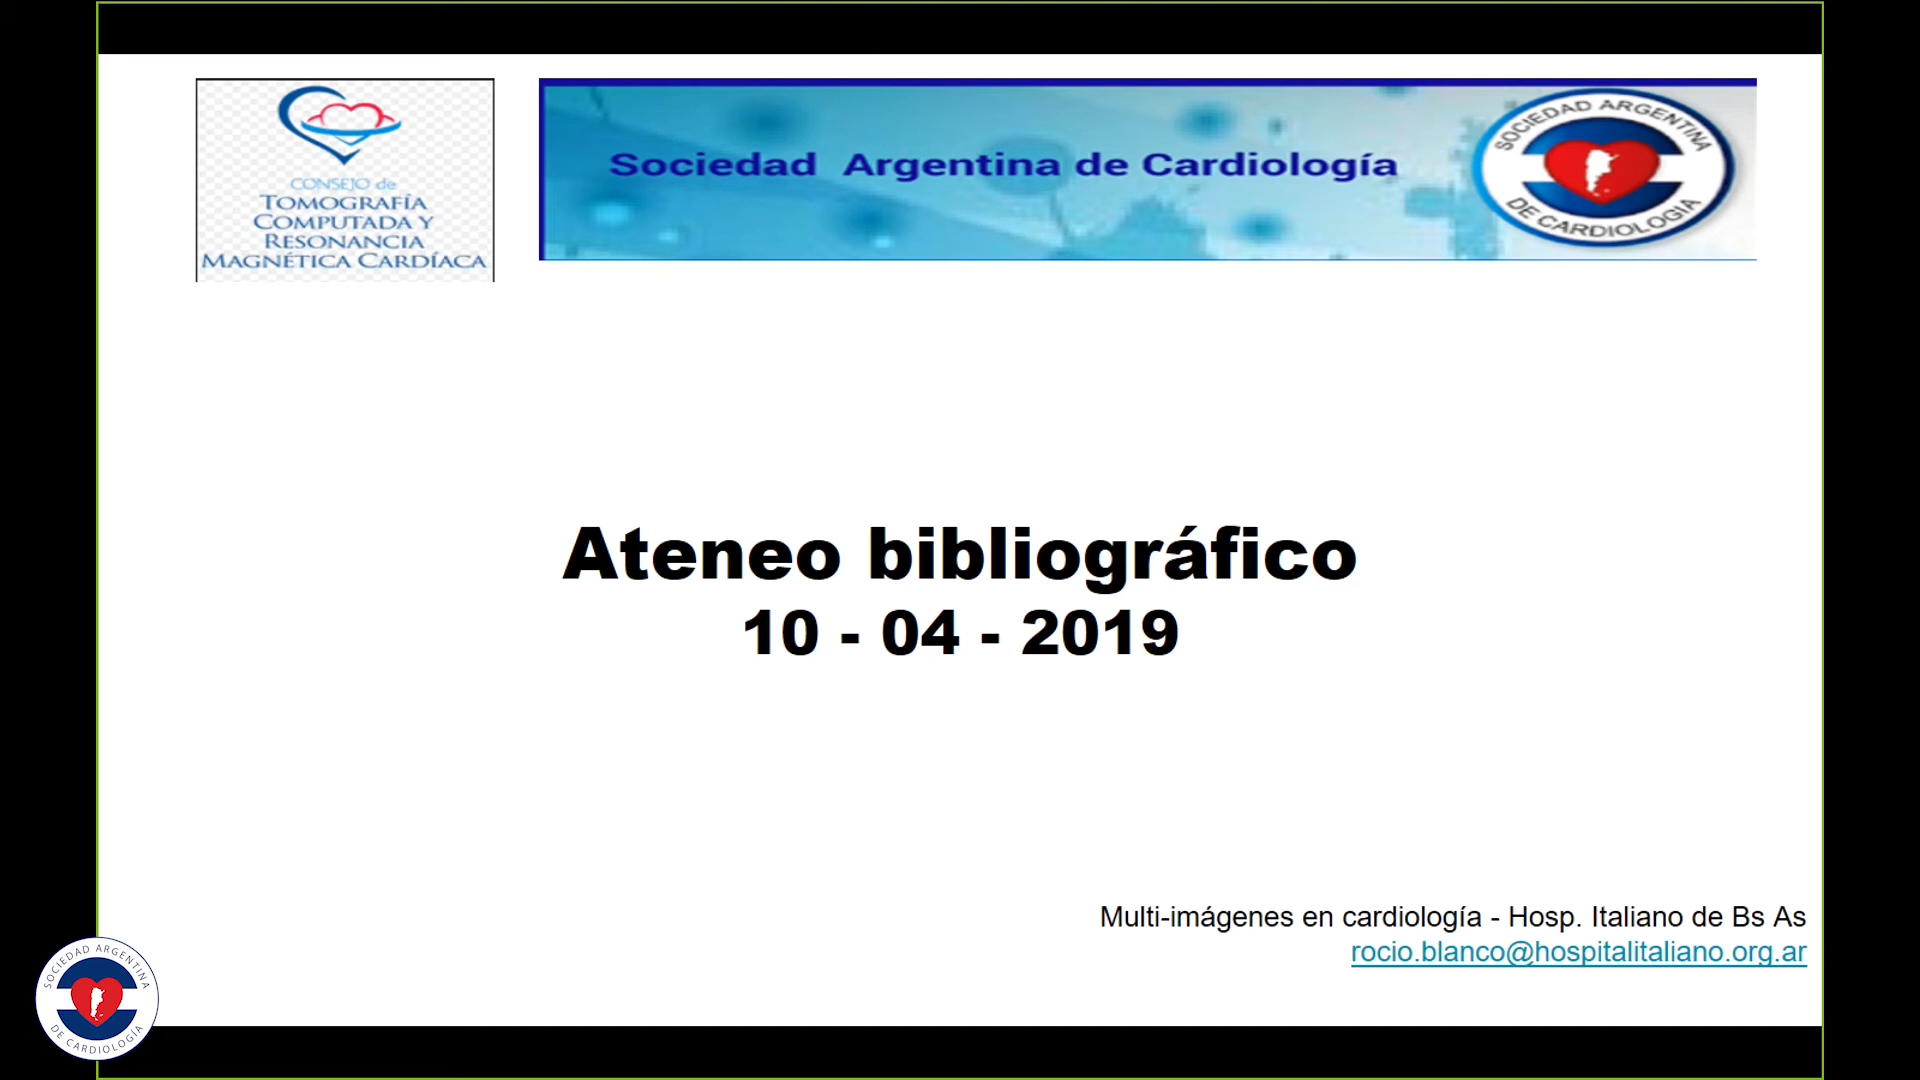 CONSEJO de
TOMOGRAFÍA
COMPUTADA Y
RESONANCIA
MAGNÉTICA CARDÍACA
Sociedad Argentina de Cardiología
SOCIEDAD ARGENTINA
DE CARDIOLOGIA
Ateneo bibliográfico
10 - 04 - 2019
Multi-imágenes en cardiología - Hosp. Italiano de Bs As
rocio.blanco@hospitalitaliano.org.ar
SOCIEDAD ARGENTINA
DE CARDIOLOGÍA